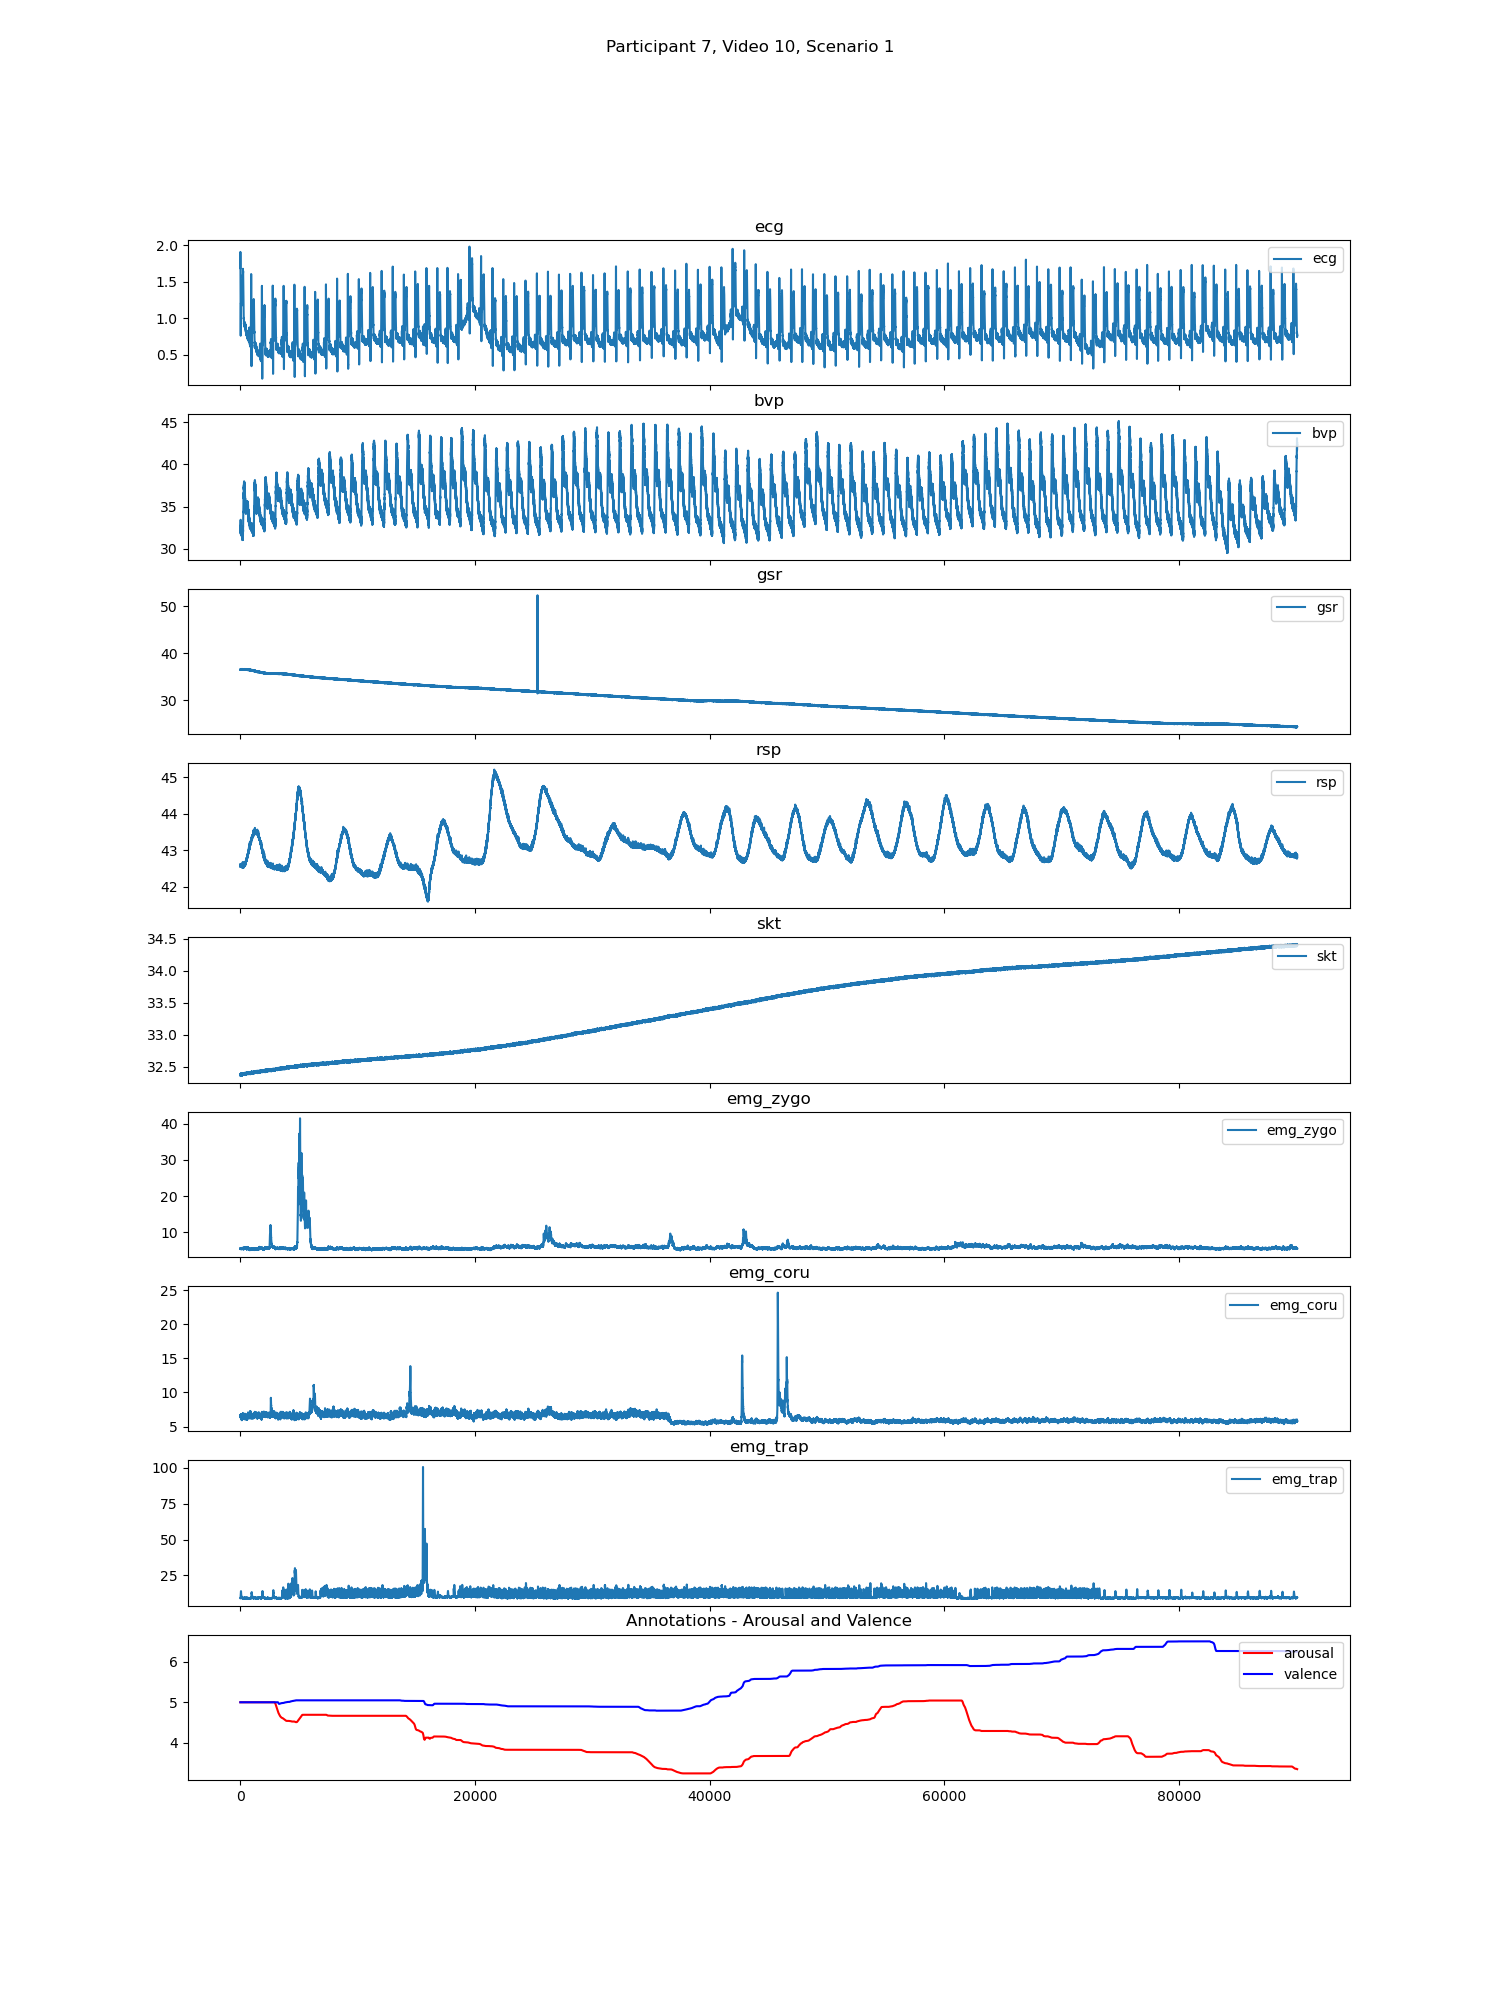 Participant 7, Video 10, Scenario 1
ecg
2.0
1.5
1.0
0.5
ecg
bvp
45
40
35
30
bvp
gsr
50
40
30
gsr
rsp
45
44
43
42
rsp
skt
34.5
34.0
33.5
33.0
32.5
skt
emg_zygo
40
30
20
10
emg_zygo
emg_coru
25
20
15
10
5
emg_coru
emg_trap
100
75
50
25
emg_trap
Annotations - Arousal and Valence
6
5
4
arousal
valence
0 20000 40000 60000 80000